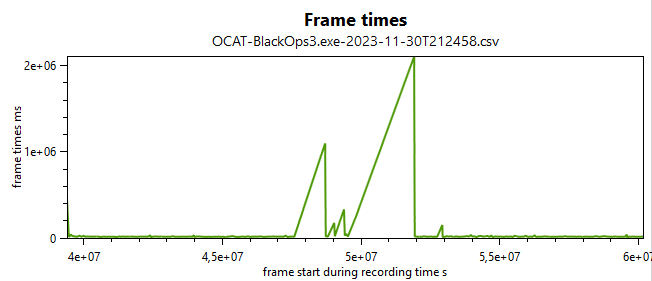 Frame times
OCAT-BlackOps3.exe-2023-11-30T212458.csv
2e+06
1e+06
0
frame times ms
4e+07 4,5e+07 5e+07 5,5e+07 6e+07
frame start during recording time s